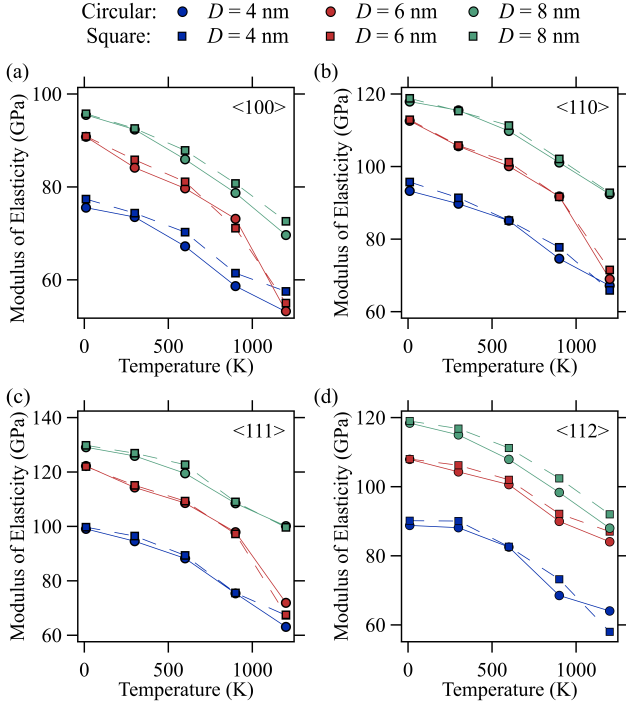 Circular: D = 4 nm D = 6 nm D = 8 nm
Square: D = 4 nm D = 6 nm D = 8 nm
(a)
<100>
100
80
60
Modulus of Elasticity (GPa)
0 500 1000
Temperature (K)
(b)
<110>
120
100
80
60
Modulus of Elasticity (GPa)
0 500 1000
Temperature (K)
(c)
<111>
140
120
100
80
60
Modulus of Elasticity (GPa)
0 500 1000
Temperature (K)
(d)
<112>
120
100
80
60
Modulus of Elasticity (GPa)
0 500 1000
Temperature (K)